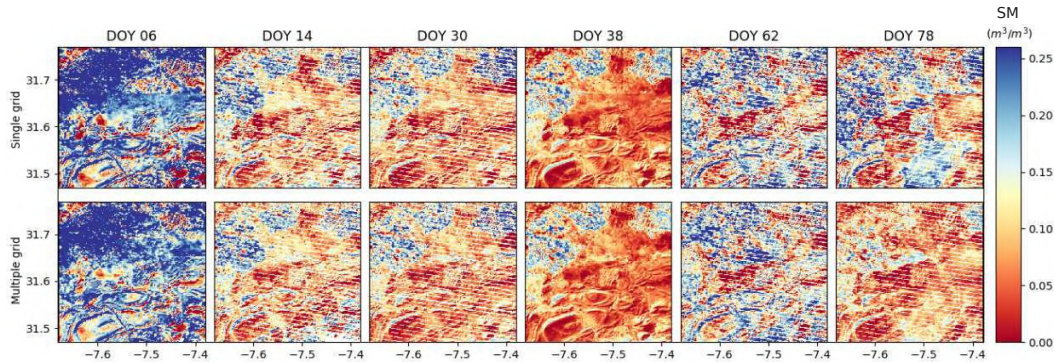 SM
(m³/m³)
DOY 06 DOY 14 DOY 30 DOY 38 DOY 62 DOY 78
Single grid
31.7
31.6
31.5
Multiple grid
31.7
31.6
31.5
−7.6 −7.5 −7.4 −7.6 −7.5 −7.4 −7.6 −7.5 −7.4 −7.6 −7.5 −7.4 −7.6 −7.5 −7.4 −7.6 −7.5 −7.4
0.25
0.20
0.15
0.10
0.05
0.00